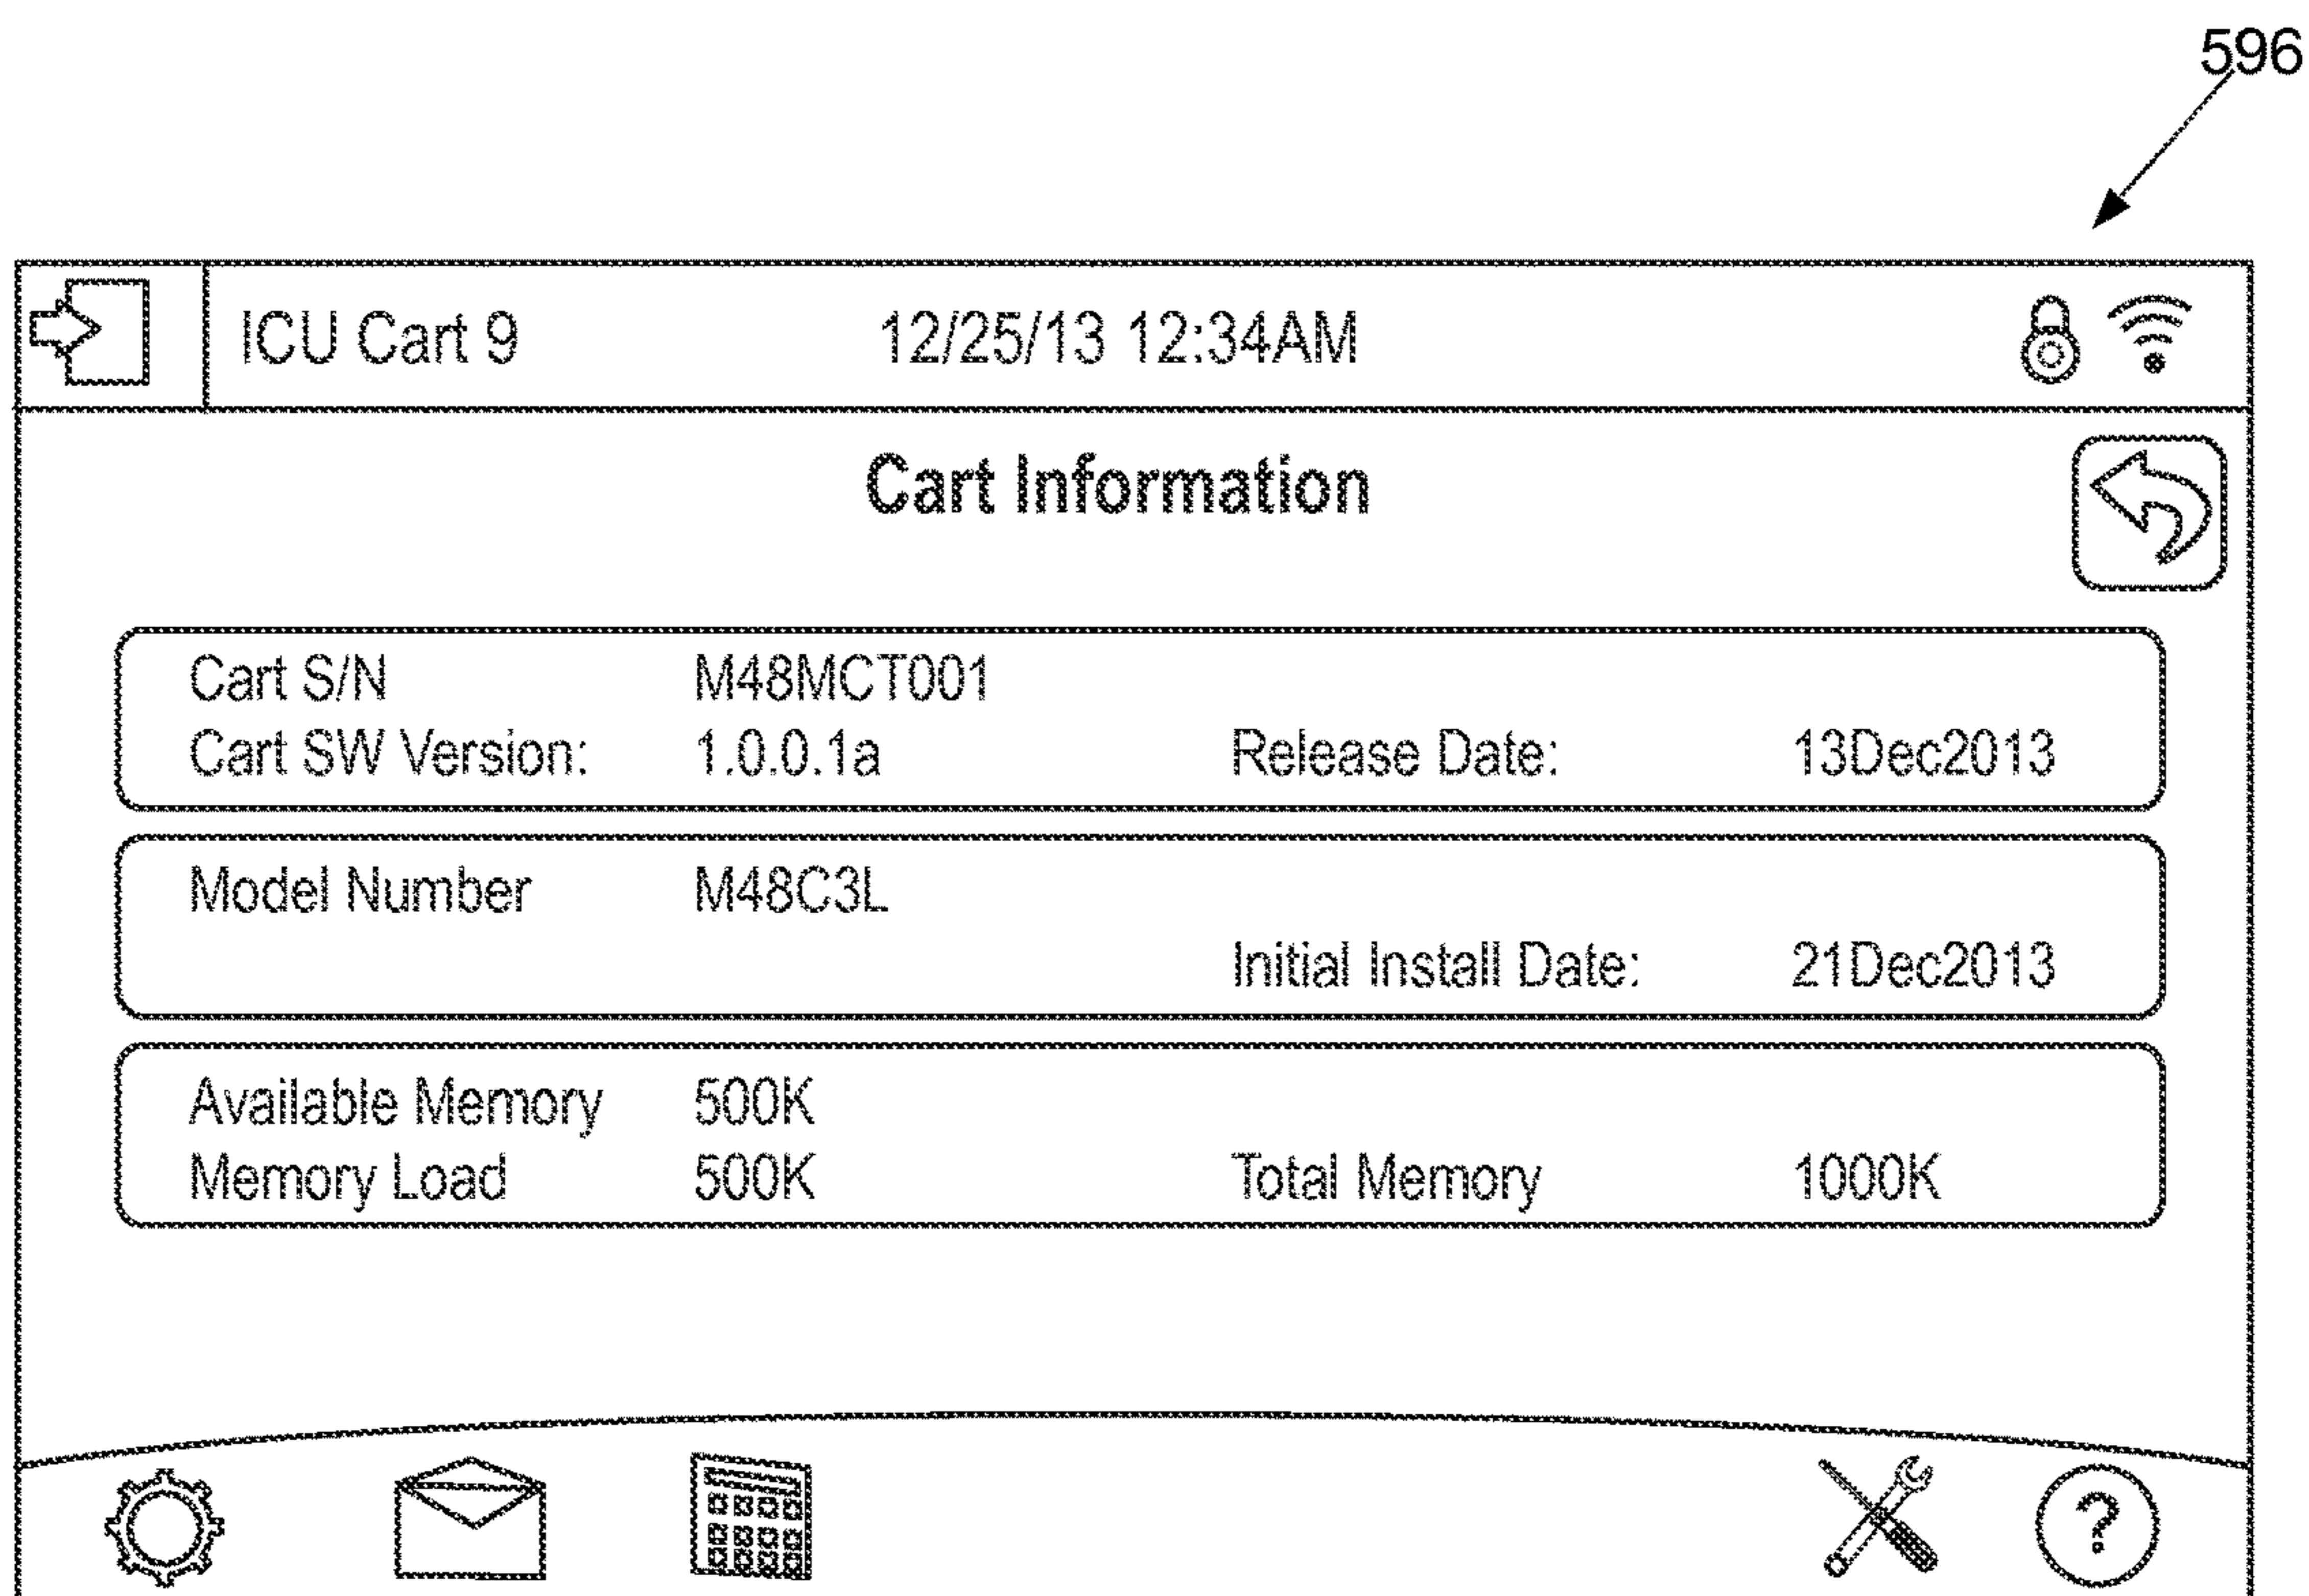 596
ICU Cart 9 12/25/13 12:34AM
Cart Information
Cart S/N M48MCT001
Cart SW Version: 1.0.0.1a Release Date: 13Dec2013
Model Number M48C3L
Initial Install Date: 21Dec2013
Available Memory 500K
Memory Load 500K Total Memory 1000K
?